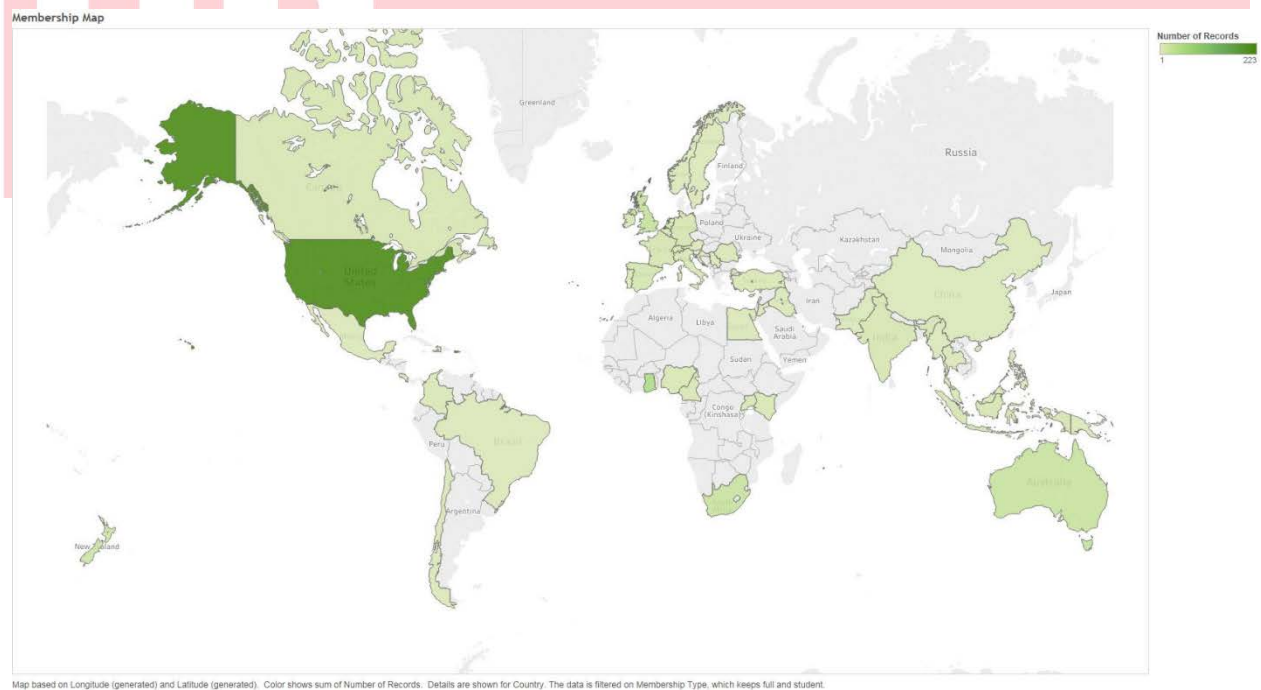 Membership Map
Number of Records
1 223
Greenland
Russia
Canada
Finland
Poland
Ukraine
Kazakhstan
Mongolia
United
States
China
Japan
Iran
Algeria
Libya
Saudi
Arabia
India
Sudan
Yemen
Congo
(Kinshasa)
Peru
Brazil
Australia
Argentina
New Zealand
Map based on Longitude (generated) and Latitude (generated). Color shows sum of Number of Records. Details are shown for Country. The data is filtered on Membership Type, which keeps full and student.